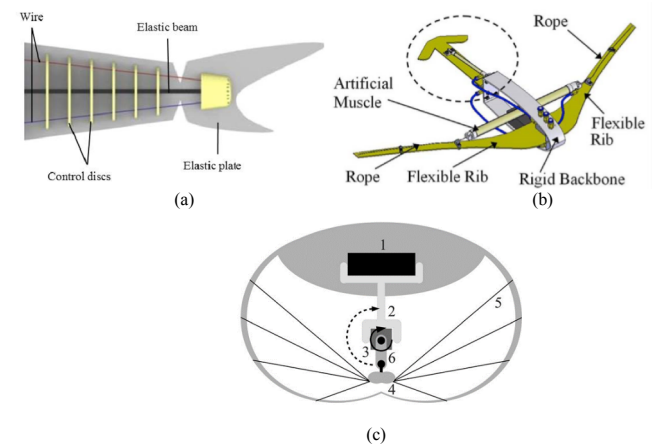 Wire
Elastic beam
Control discs
Elastic plate
(a)
Rope
Artificial
Muscle
Flexible
Rib
Rope
Flexible Rib
Rigid Backbone
(b)
1
2
5
3
6
4
(c)